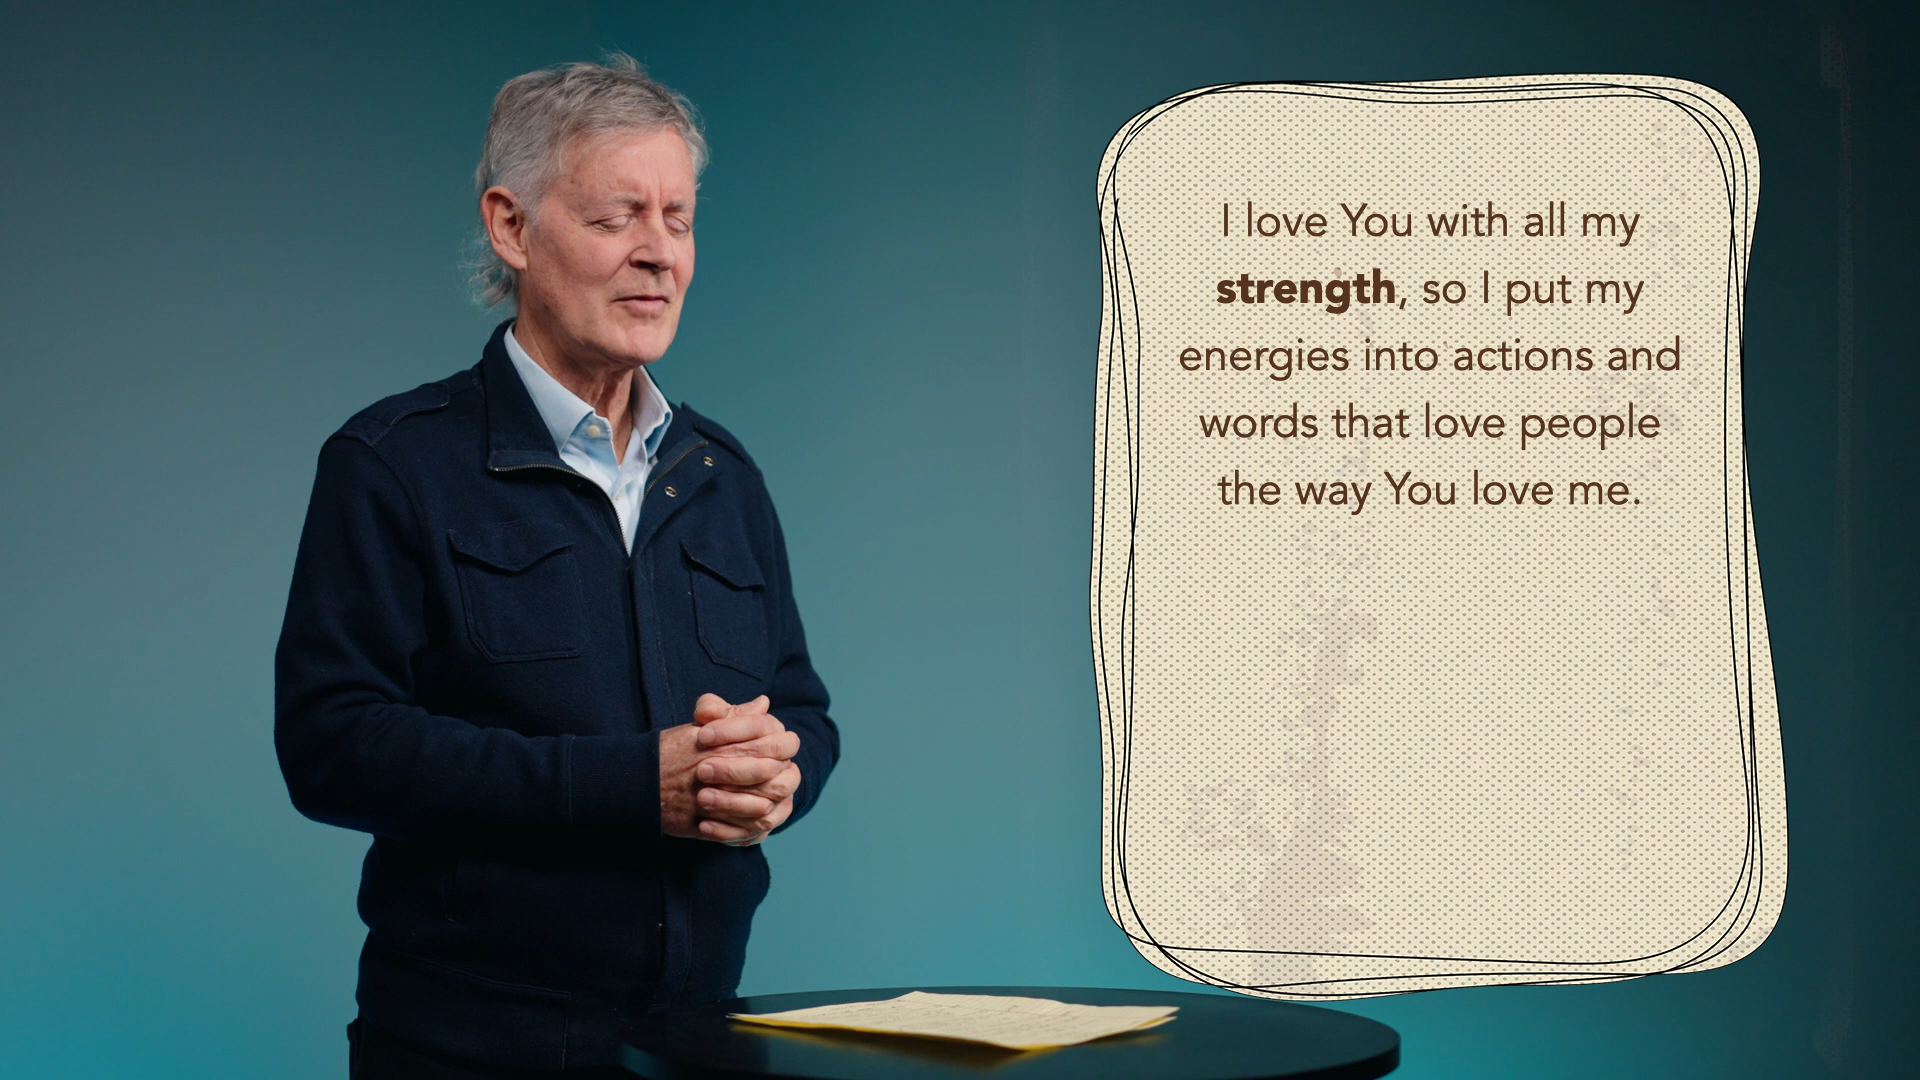 I love You with all my
strength, so I put my
energies into actions and
words that love people
the way You love me.